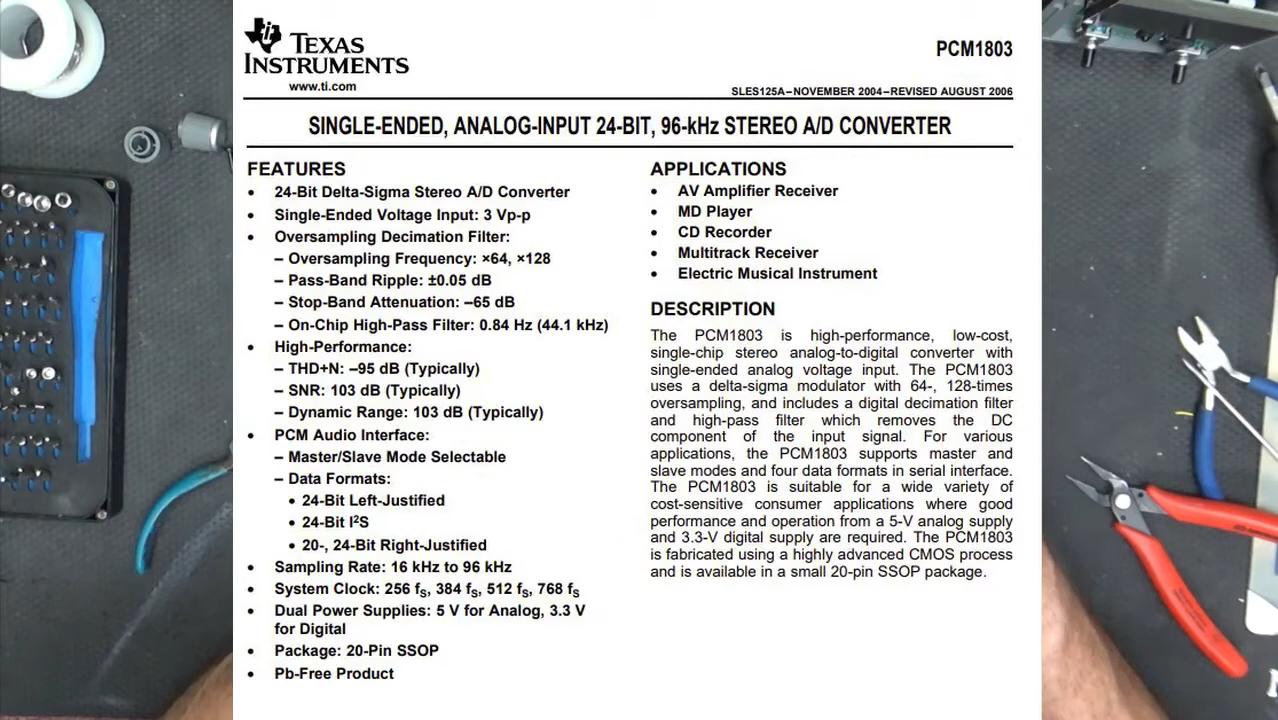 TEXAS
INSTRUMENTS
www.ti.com
PCM1803
SLES125A–NOVEMBER 2004–REVISED AUGUST 2006
SINGLE-ENDED, ANALOG-INPUT 24-BIT, 96-kHz STEREO A/D CONVERTER
FEATURES
• 24-Bit Delta-Sigma Stereo A/D Converter
• Single-Ended Voltage Input: 3 Vp-p
• Oversampling Decimation Filter:
– Oversampling Frequency: ×64, ×128
– Pass-Band Ripple: ±0.05 dB
– Stop-Band Attenuation: –65 dB
– On-Chip High-Pass Filter: 0.84 Hz (44.1 kHz)
• High-Performance:
– THD+N: –95 dB (Typically)
– SNR: 103 dB (Typically)
– Dynamic Range: 103 dB (Typically)
• PCM Audio Interface:
– Master/Slave Mode Selectable
– Data Formats:
• 24-Bit Left-Justified
• 24-Bit I²S
• 20-, 24-Bit Right-Justified
• Sampling Rate: 16 kHz to 96 kHz
• System Clock: 256 fS, 384 fS, 512 fS, 768 fS
• Dual Power Supplies: 5 V for Analog, 3.3 V
for Digital
• Package: 20-Pin SSOP
• Pb-Free Product
APPLICATIONS
• AV Amplifier Receiver
• MD Player
• CD Recorder
• Multitrack Receiver
• Electric Musical Instrument
DESCRIPTION
The PCM1803 is high-performance, low-cost,
single-chip stereo analog-to-digital converter with
single-ended analog voltage input. The PCM1803
uses a delta-sigma modulator with 64-, 128-times
oversampling, and includes a digital decimation filter
and high-pass filter which removes the DC
component of the input signal. For various
applications, the PCM1803 supports master and
slave modes and four data formats in serial interface.
The PCM1803 is suitable for a wide variety of
cost-sensitive consumer applications where good
performance and operation from a 5-V analog supply
and 3.3-V digital supply are required. The PCM1803
is fabricated using a highly advanced CMOS process
and is available in a small 20-pin SSOP package.